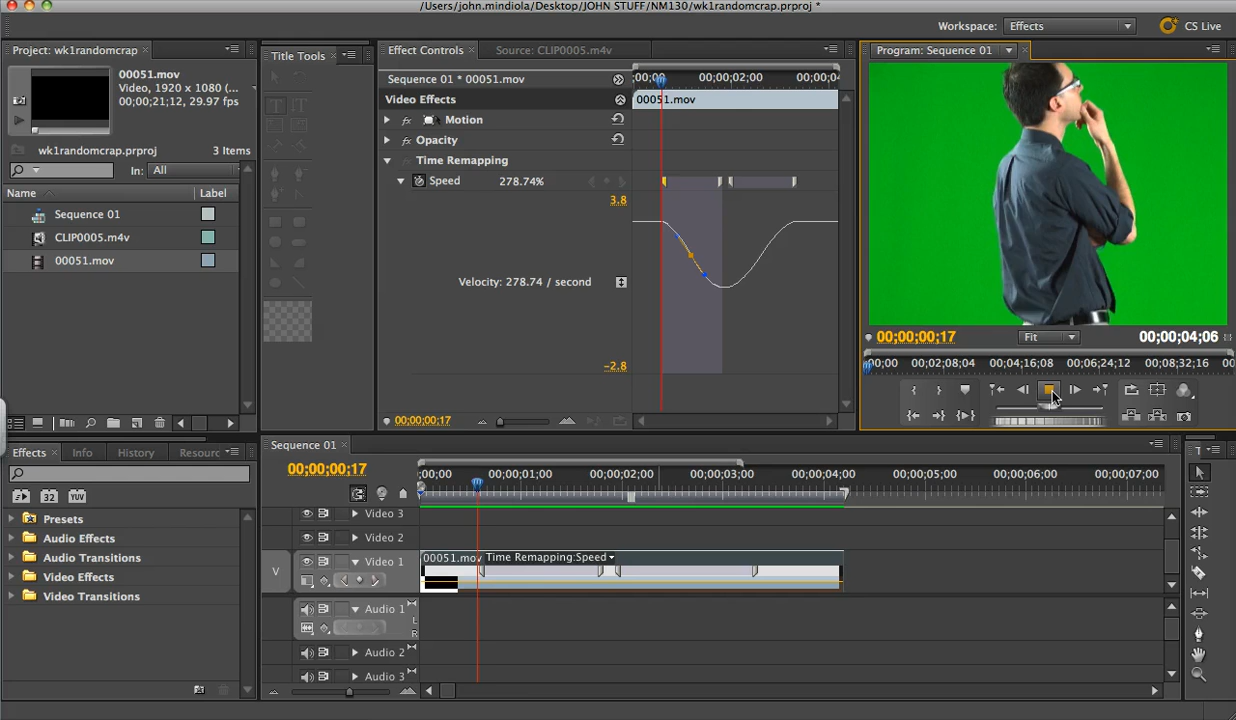 /Users/john.mindiola/Desktop/JOHN STUFF/NM130/wk1randomcrap.prproj *
Workspace: Effects
CS Live
Project: wk1randomcrap
00051.mov
Video, 1920 x 1080
00;00;21;12, 29.97 fps
wk1randomcrap.prproj
3 Items
In: All
Name
Label
Sequence 01
CLIP0005.m4v
00051.mov
Title Tools
Effect Controls
Source: CLIP0005.m4v
Sequence 01 * 00051.mov
Video Effects
fx Motion
fx Opacity
Time Remapping
Speed
278.74%
3.8
Velocity: 278.74 / second
-2.8
00;00;00;17
;00;00
00;00;02;00
00;00;04
00051.mov
Program: Sequence 01
00;00;00;17
Fit
00;00;04;06
;00;00
00;02;08;04
00;04;16;08
00;06;24;12
00;08;32;16
00
Effects
Info
History
Resourc
32
YUV
Presets
Audio Effects
Audio Transitions
Video Effects
Video Transitions
Sequence 01
00;00;00;17
;00;00
00;00;01;00
00;00;02;00
00;00;03;00
00;00;04;00
00;00;05;00
00;00;06;00
00;00;07;00
Video 3
Video 2
V
Video 1
00051.mov Time Remapping:Speed
Audio 1
L
R
Audio 2
Audio 3
T